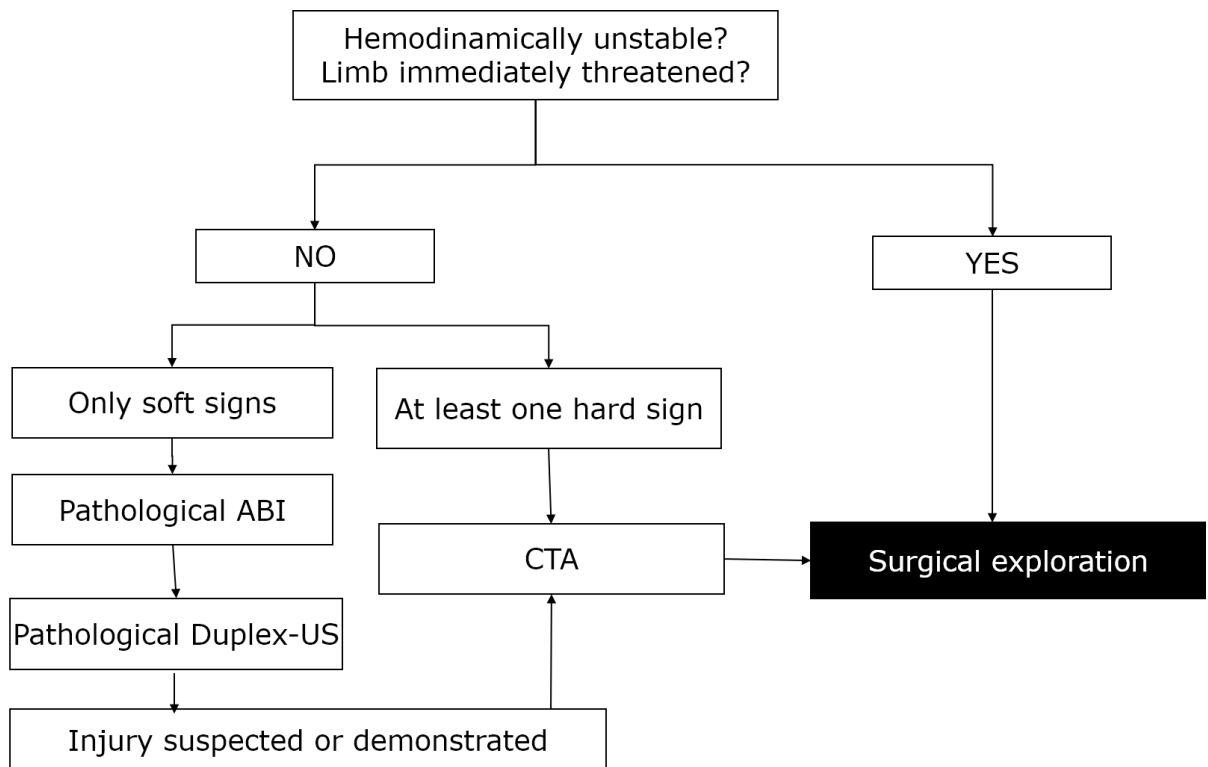 Hemodinamically unstable?
Limb immediately threatened?
NO
YES
Only soft signs
At least one hard sign
Pathological ABI
CTA
Surgical exploration
Pathological Duplex-US
Injury suspected or demonstrated